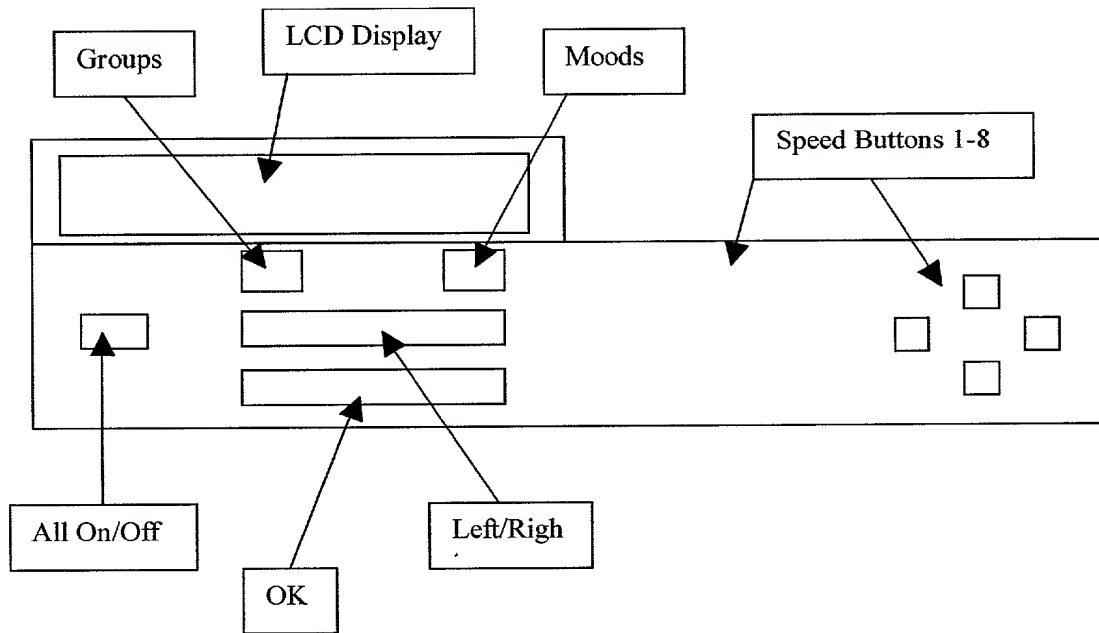 LCD Display
Groups
Moods
Speed Buttons 1-8
All On/Off
Left/Righ
OK